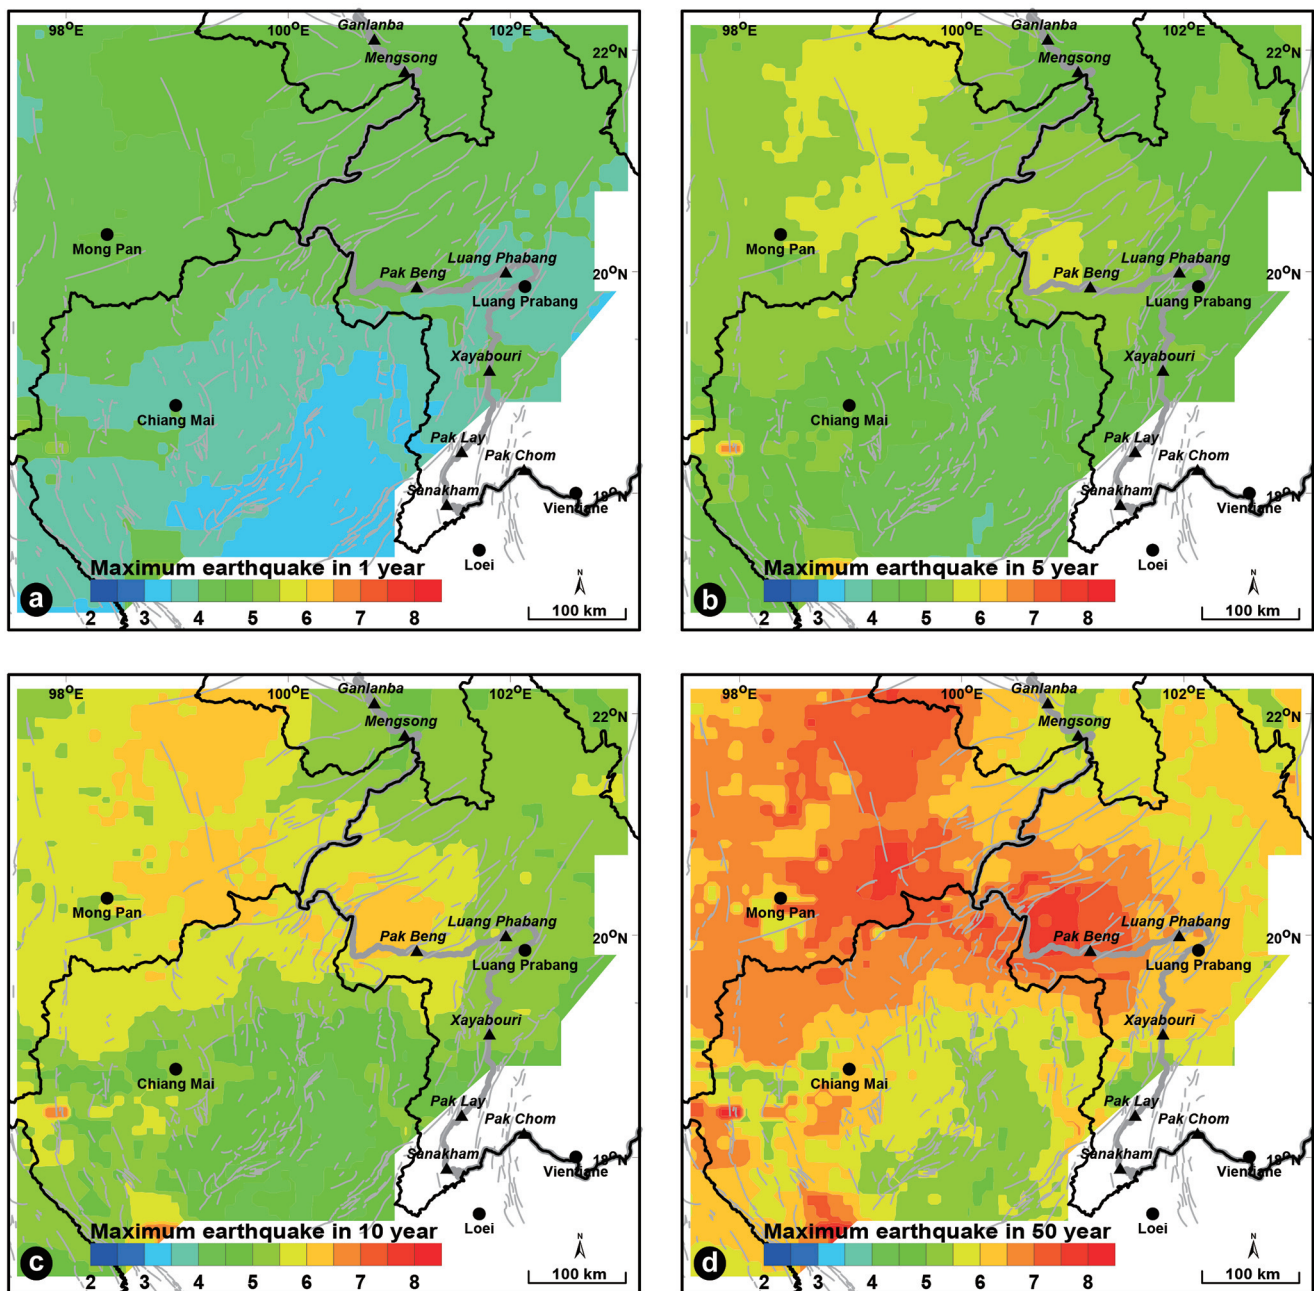 98°E 100°E 102°E
Ganlanba
22°N
Mengsong
Mong Pan
Luang Phabang
Pak Beng
20°N
Luang Prabang
Xayabouri
Chiang Mai
Pak Lay
Pak Chom
Sanakham
18°N
Vientiane
Loei
Maximum earthquake in 1 year
N
a
2 3 4 5 6 7 8
100 km
98°E 100°E 102°E
Ganlanba
22°N
Mengsong
Mong Pan
Luang Phabang
Pak Beng
20°N
Luang Prabang
Xayabouri
Chiang Mai
Pak Lay
Pak Chom
Sanakham
18°N
Vientiane
Loei
Maximum earthquake in 5 year
N
b
2 3 4 5 6 7 8
100 km
98°E 100°E 102°E
Ganlanba
22°N
Mengsong
Mong Pan
Luang Phabang
Pak Beng
20°N
Luang Prabang
Xayabouri
Chiang Mai
Pak Lay
Pak Chom
Sanakham
18°N
Vientiane
Loei
Maximum earthquake in 10 year
N
c
2 3 4 5 6 7 8
100 km
98°E 100°E 102°E
Ganlanba
22°N
Mengsong
Mong Pan
Luang Phabang
Pak Beng
20°N
Luang Prabang
Xayabouri
Chiang Mai
Pak Lay
Pak Chom
Sanakham
18°N
Vientiane
Loei
Maximum earthquake in 50 year
N
d
2 3 4 5 6 7 8
100 km